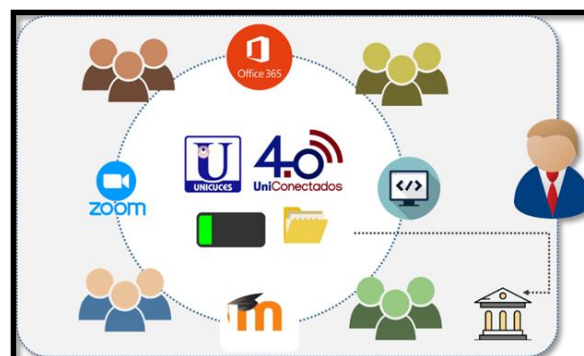 Office 365
U
UNICUCES
4.0
UniConectados
</>
zoom
m